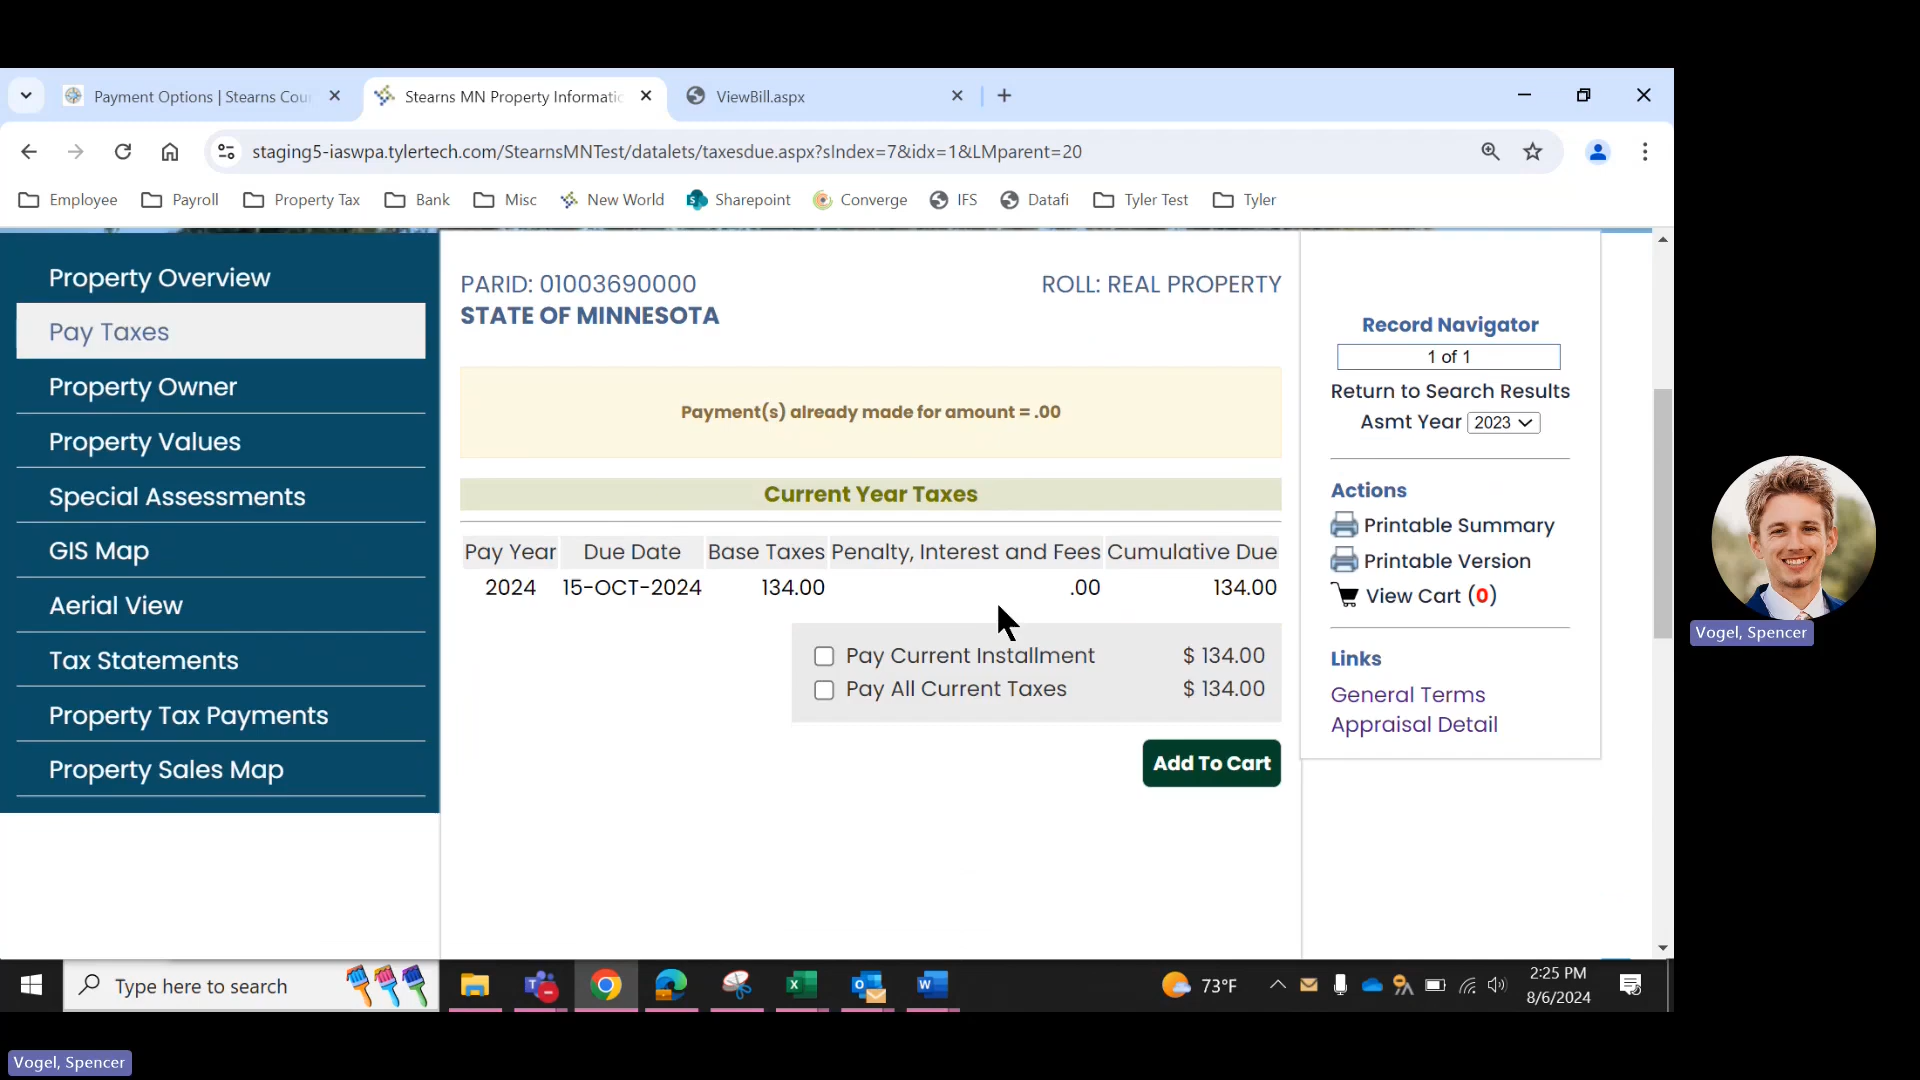 Payment Options | Stearns Cou
Stearns MN Property Informatic
ViewBill.aspx
staging5-iaswpa.tylertech.com/StearnsMNTest/datalets/taxesdue.aspx?sIndex=7&idx=1&LMparent=20
Employee
Payroll
Property Tax
Bank
Misc
New World
Sharepoint
Converge
IFS
Datafi
Tyler Test
Tyler
Property Overview
Pay Taxes
Property Owner
Property Values
Special Assessments
GIS Map
Aerial View
Tax Statements
Property Tax Payments
Property Sales Map
PARID: 01003690000
ROLL: REAL PROPERTY
STATE OF MINNESOTA
Payment(s) already made for amount = .00
Current Year Taxes
Pay Year Due Date Base Taxes Penalty, Interest and Fees Cumulative Due
2024 15-OCT-2024 134.00 .00 134.00
Pay Current Installment $ 134.00
Pay All Current Taxes $ 134.00
Add To Cart
Record Navigator
1 of 1
Return to Search Results
Asmt Year 2023
Actions
Printable Summary
Printable Version
View Cart (0)
Links
General Terms
Appraisal Detail
Vogel, Spencer
Type here to search
73°F
2:25 PM
8/6/2024
Vogel, Spencer